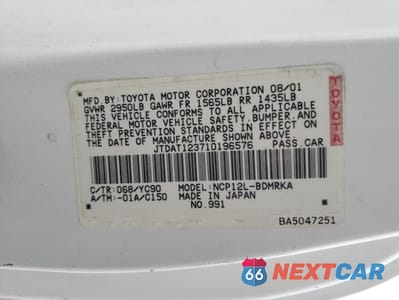 MFD.BY:TOYOTA MOTOR CORPORATION 08/01
GVWR 2950LB GAWR FR 1565LB RR 1435LB
THIS VEHICLE CONFORMS TO ALL APPLICABLE
FEDERAL MOTOR VEHICLE SAFETY,BUMPER,AND
THEFT PREVENTION STANDARDS IN EFFECT ON
THE DATE OF MANUFACTURE SHOWN ABOVE.
JTDAT123710196576 PASS.CAR
TOYOTA
C/TR:068/YC90 MODEL:NCP12L-BDMRKA
A/TM:-01A/C150 MADE IN JAPAN
NO.991
BA5047251
66 NEXTCAR